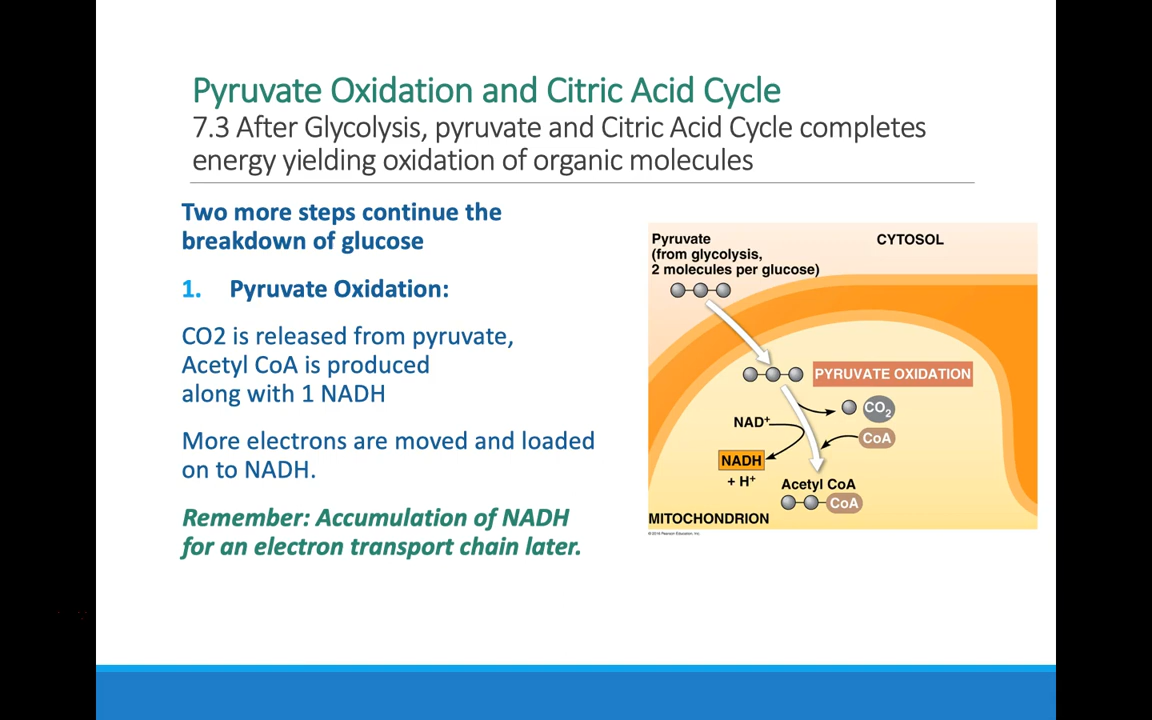 Pyruvate Oxidation and Citric Acid Cycle
7.3 After Glycolysis, pyruvate and Citric Acid Cycle completes
energy yielding oxidation of organic molecules
Two more steps continue the
breakdown of glucose
1. Pyruvate Oxidation:
CO2 is released from pyruvate,
Acetyl CoA is produced
along with 1 NADH
More electrons are moved and loaded
on to NADH.
Remember: Accumulation of NADH
for an electron transport chain later.
Pyruvate
(from glycolysis,
2 molecules per glucose)
CYTOSOL
PYRUVATE OXIDATION
CO₂
NAD⁺
CoA
NADH
+ H⁺
Acetyl CoA
CoA
MITOCHONDRION
© 2016 Pearson Education, Inc.